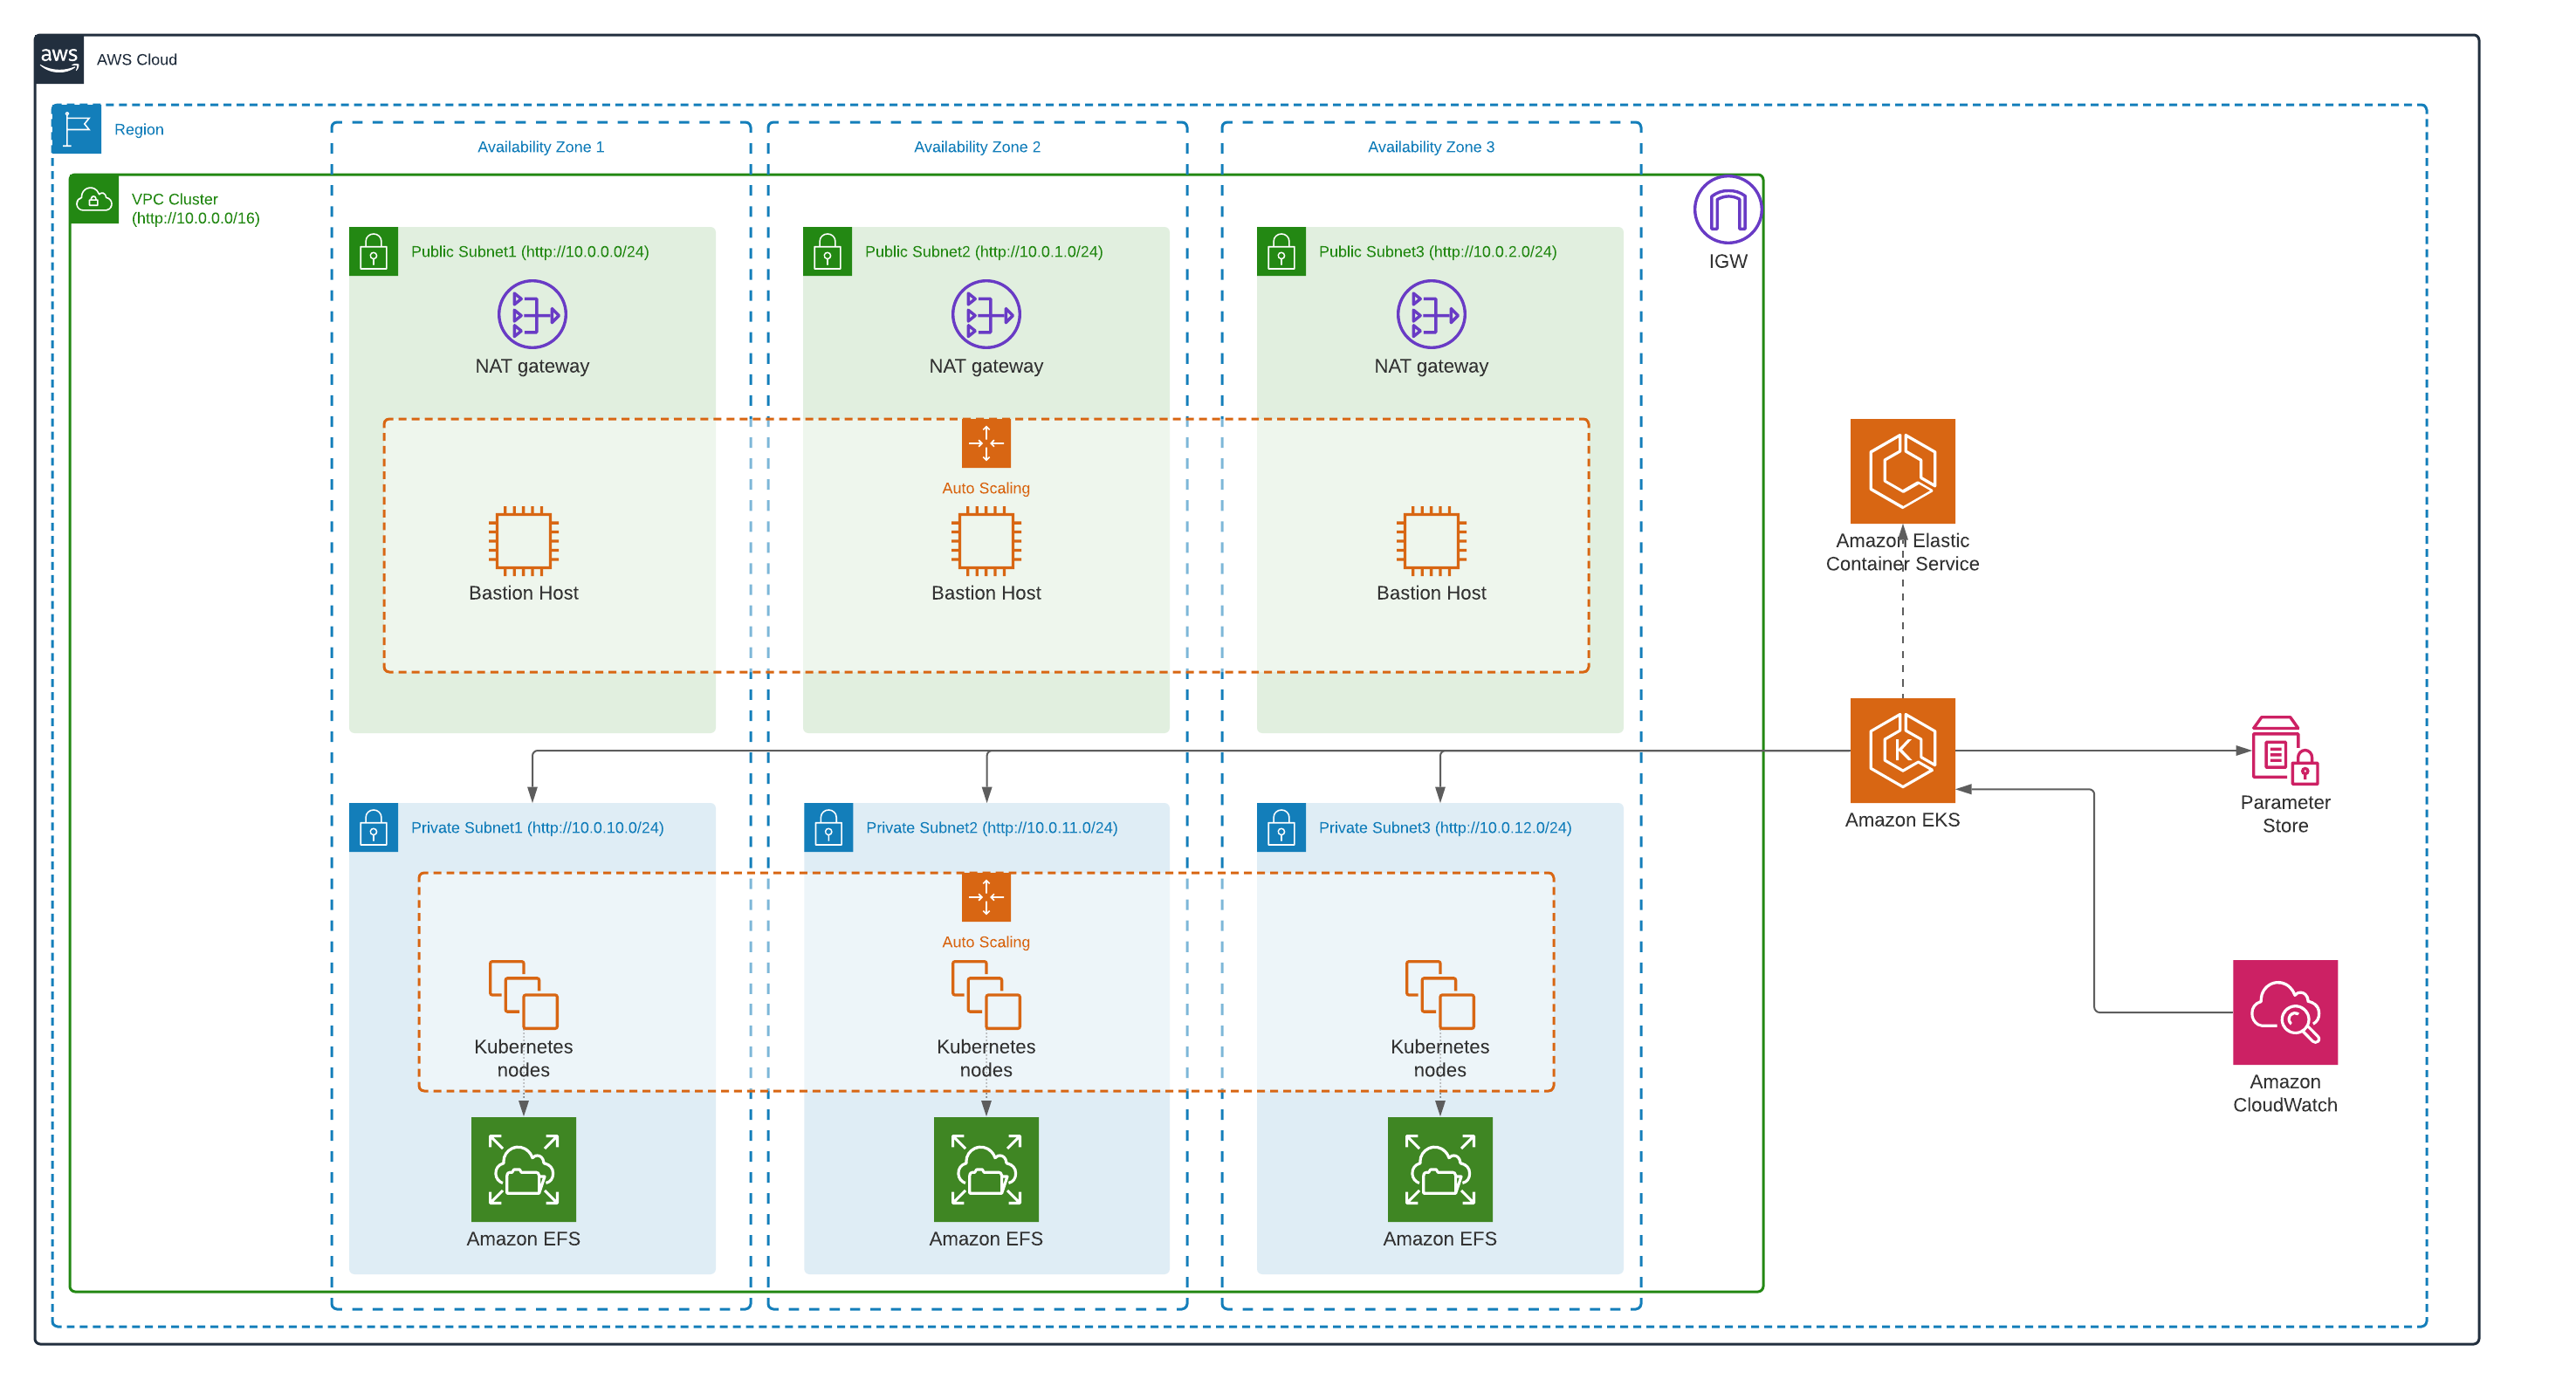 aws
AWS Cloud
Region
Availability Zone 1
Availability Zone 2
Availability Zone 3
VPC Cluster
(http://10.0.0.0/16)
IGW
Public Subnet1 (http://10.0.0.0/24)
Public Subnet2 (http://10.0.1.0/24)
Public Subnet3 (http://10.0.2.0/24)
NAT gateway
NAT gateway
NAT gateway
Auto Scaling
Bastion Host
Bastion Host
Bastion Host
Amazon Elastic
Container Service
K
Amazon EKS
Parameter
Store
Private Subnet1 (http://10.0.10.0/24)
Private Subnet2 (http://10.0.11.0/24)
Private Subnet3 (http://10.0.12.0/24)
Auto Scaling
Kubernetes
nodes
Kubernetes
nodes
Kubernetes
nodes
Amazon
CloudWatch
Amazon EFS
Amazon EFS
Amazon EFS